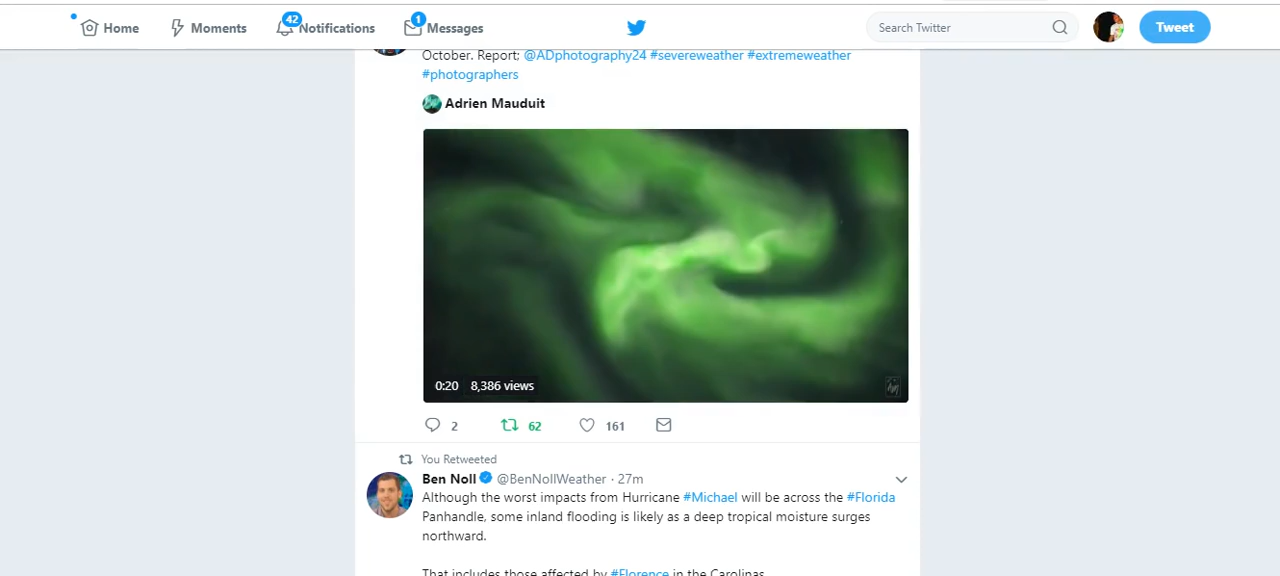 Home
Moments
42
Notifications
1
Messages
Search Twitter
Tweet
October. Report; @ADphotography24 #severeweather #extremeweather
#photographers
Adrien Mauduit
0:20 8,386 views
2 62 161
You Retweeted
Ben Noll @BenNollWeather · 27m
Although the worst impacts from Hurricane #Michael will be across the #Florida
Panhandle, some inland flooding is likely as a deep tropical moisture surges
northward.
That includes those affected by #Florence in the Carolinas.